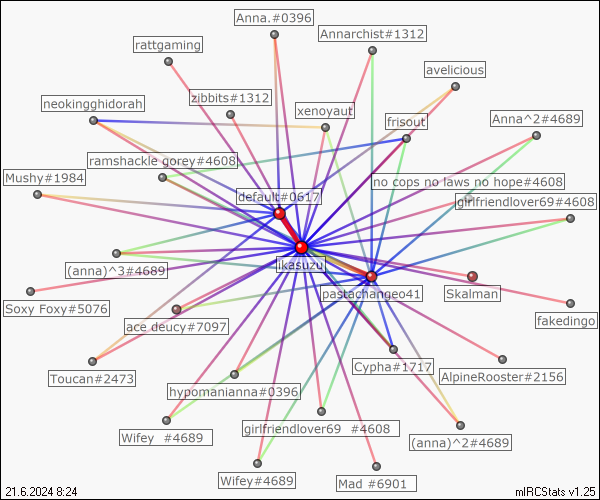 Anna.#0396
Annarchist#1312
rattgaming
avelicious
zibbits#1312
neokingghidorah
xenoyaut
frisout
Anna^2#4689
ramshackle gorey#4608
Mushy#1984
no cops no laws no hope#4608
default#0617
girlfriendlover69#4608
(anna)^3#4689
ikasuzu
pastachangeo41
Skalman
Soxy Foxy#5076
fakedingo
ace deucy#7097
Cypha#1717
Toucan#2473
AlpineRooster#2156
hypomanianna#0396
Wifey #4689
girlfriendlover69 #4608
(anna)^2#4689
Wifey#4689
Mad #6901
21.6.2024 8:24
mIRCStats v1.25